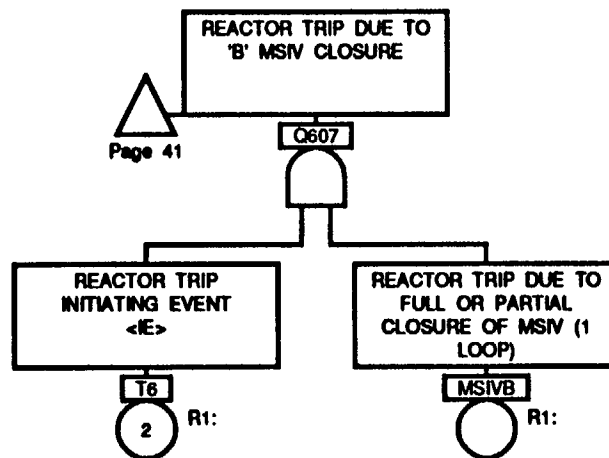 REACTOR TRIP DUE TO
'B' MSIV CLOSURE
Page 41
Q607
REACTOR TRIP
INITIATING EVENT
<IE>
REACTOR TRIP DUE TO
FULL OR PARTIAL
CLOSURE OF MSIV (1
LOOP)
T6
MSIVB
2
R1:
R1: